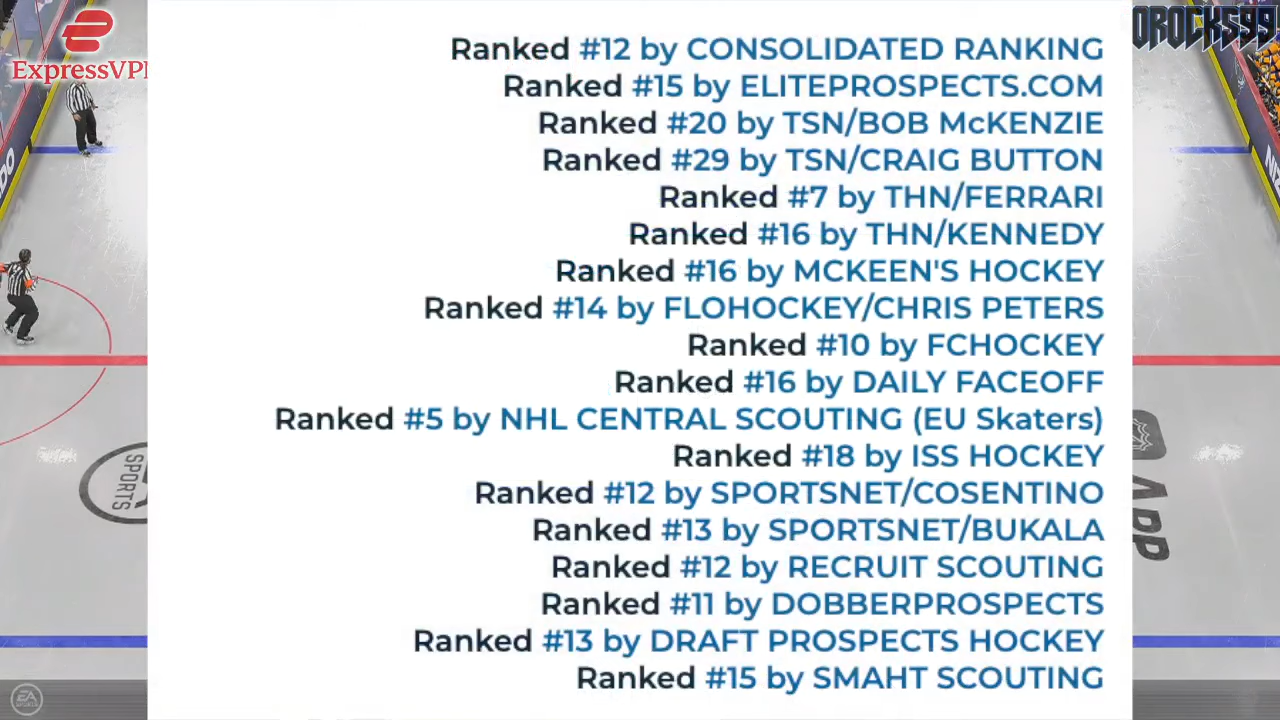 ExpressVPN
OROCK599
Ranked #12 by CONSOLIDATED RANKING
Ranked #15 by ELITEPROSPECTS.COM
Ranked #20 by TSN/BOB McKENZIE
Ranked #29 by TSN/CRAIG BUTTON
Ranked #7 by THN/FERRARI
Ranked #16 by THN/KENNEDY
Ranked #16 by MCKEEN'S HOCKEY
Ranked #14 by FLOHOCKEY/CHRIS PETERS
Ranked #10 by FCHOCKEY
Ranked #16 by DAILY FACEOFF
Ranked #5 by NHL CENTRAL SCOUTING (EU Skaters)
Ranked #18 by ISS HOCKEY
Ranked #12 by SPORTSNET/COSENTINO
Ranked #13 by SPORTSNET/BUKALA
Ranked #12 by RECRUIT SCOUTING
Ranked #11 by DOBBERPROSPECTS
Ranked #13 by DRAFT PROSPECTS HOCKEY
Ranked #15 by SMAHT SCOUTING
SPORTS
APP
EA
SPORTS